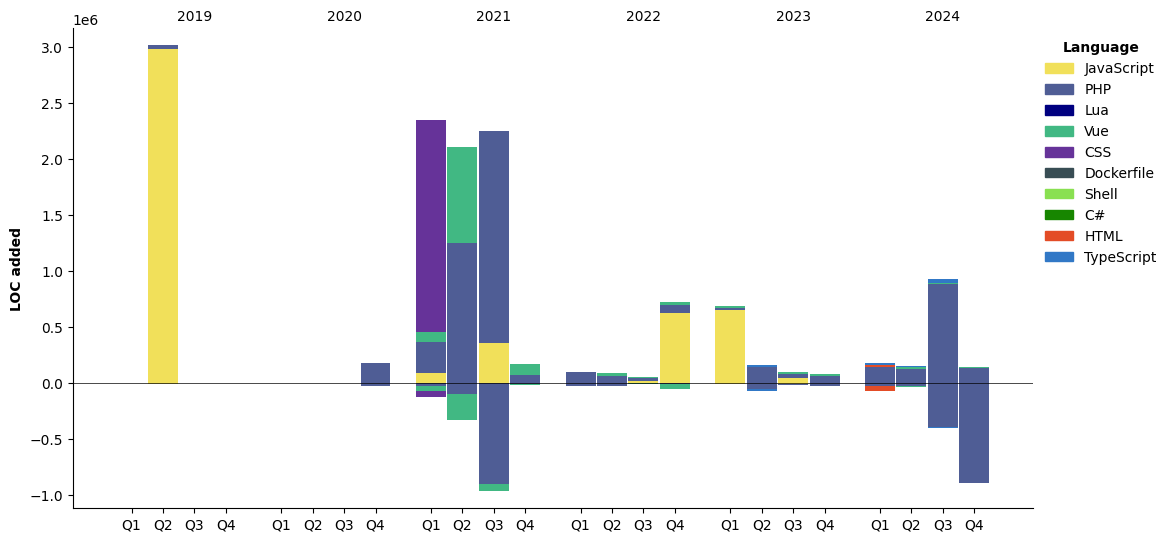 1e6
2019 2020 2021 2022 2023 2024
3.0
2.5
2.0
1.5
1.0
0.5
0.0
−0.5
−1.0
LOC added
Q1 Q2 Q3 Q4 Q1 Q2 Q3 Q4 Q1 Q2 Q3 Q4 Q1 Q2 Q3 Q4 Q1 Q2 Q3 Q4 Q1 Q2 Q3 Q4
Language
JavaScript
PHP
Lua
Vue
CSS
Dockerfile
Shell
C#
HTML
TypeScript